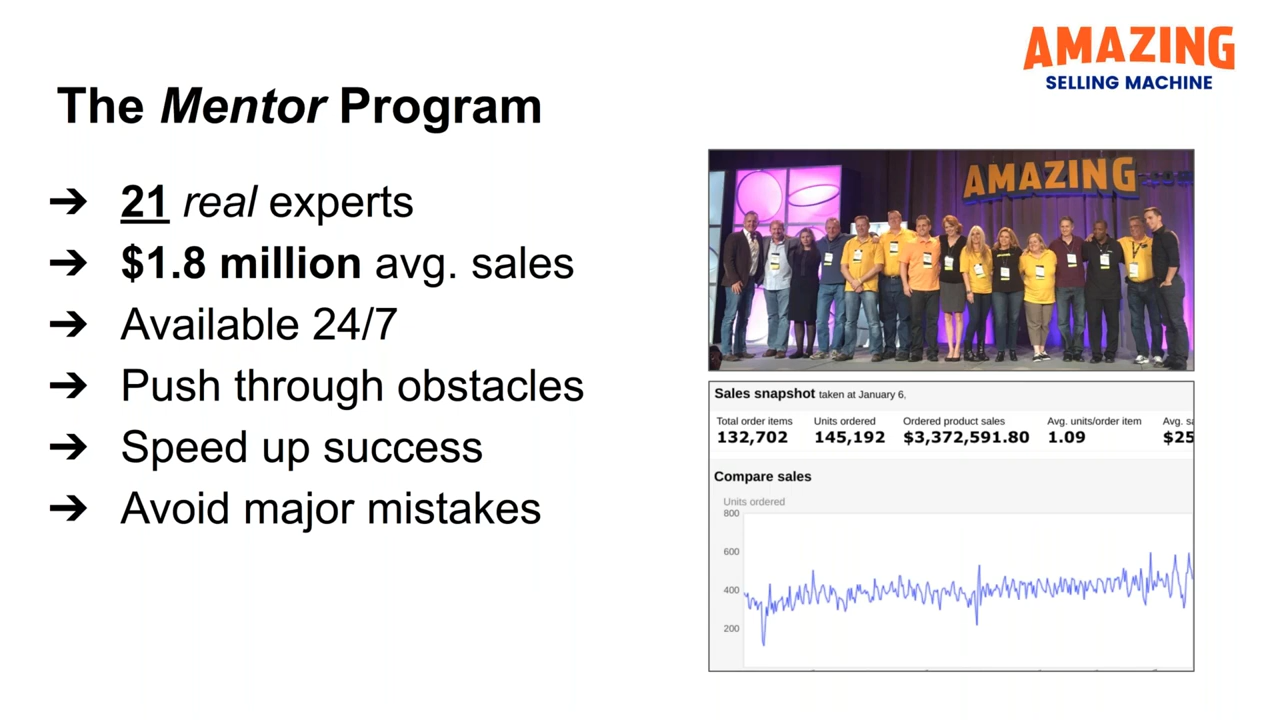 AMAZING
SELLING MACHINE
The Mentor Program
➔ 21 real experts
➔ $1.8 million avg. sales
➔ Available 24/7
➔ Push through obstacles
➔ Speed up success
➔ Avoid major mistakes
AMAZING
Sales snapshot taken at January 6,
Total order items Units ordered Ordered product sales Avg. units/order item Avg. sa
132,702 145,192 $3,372,591.80 1.09 $25
Compare sales
Units ordered
800
600
400
200